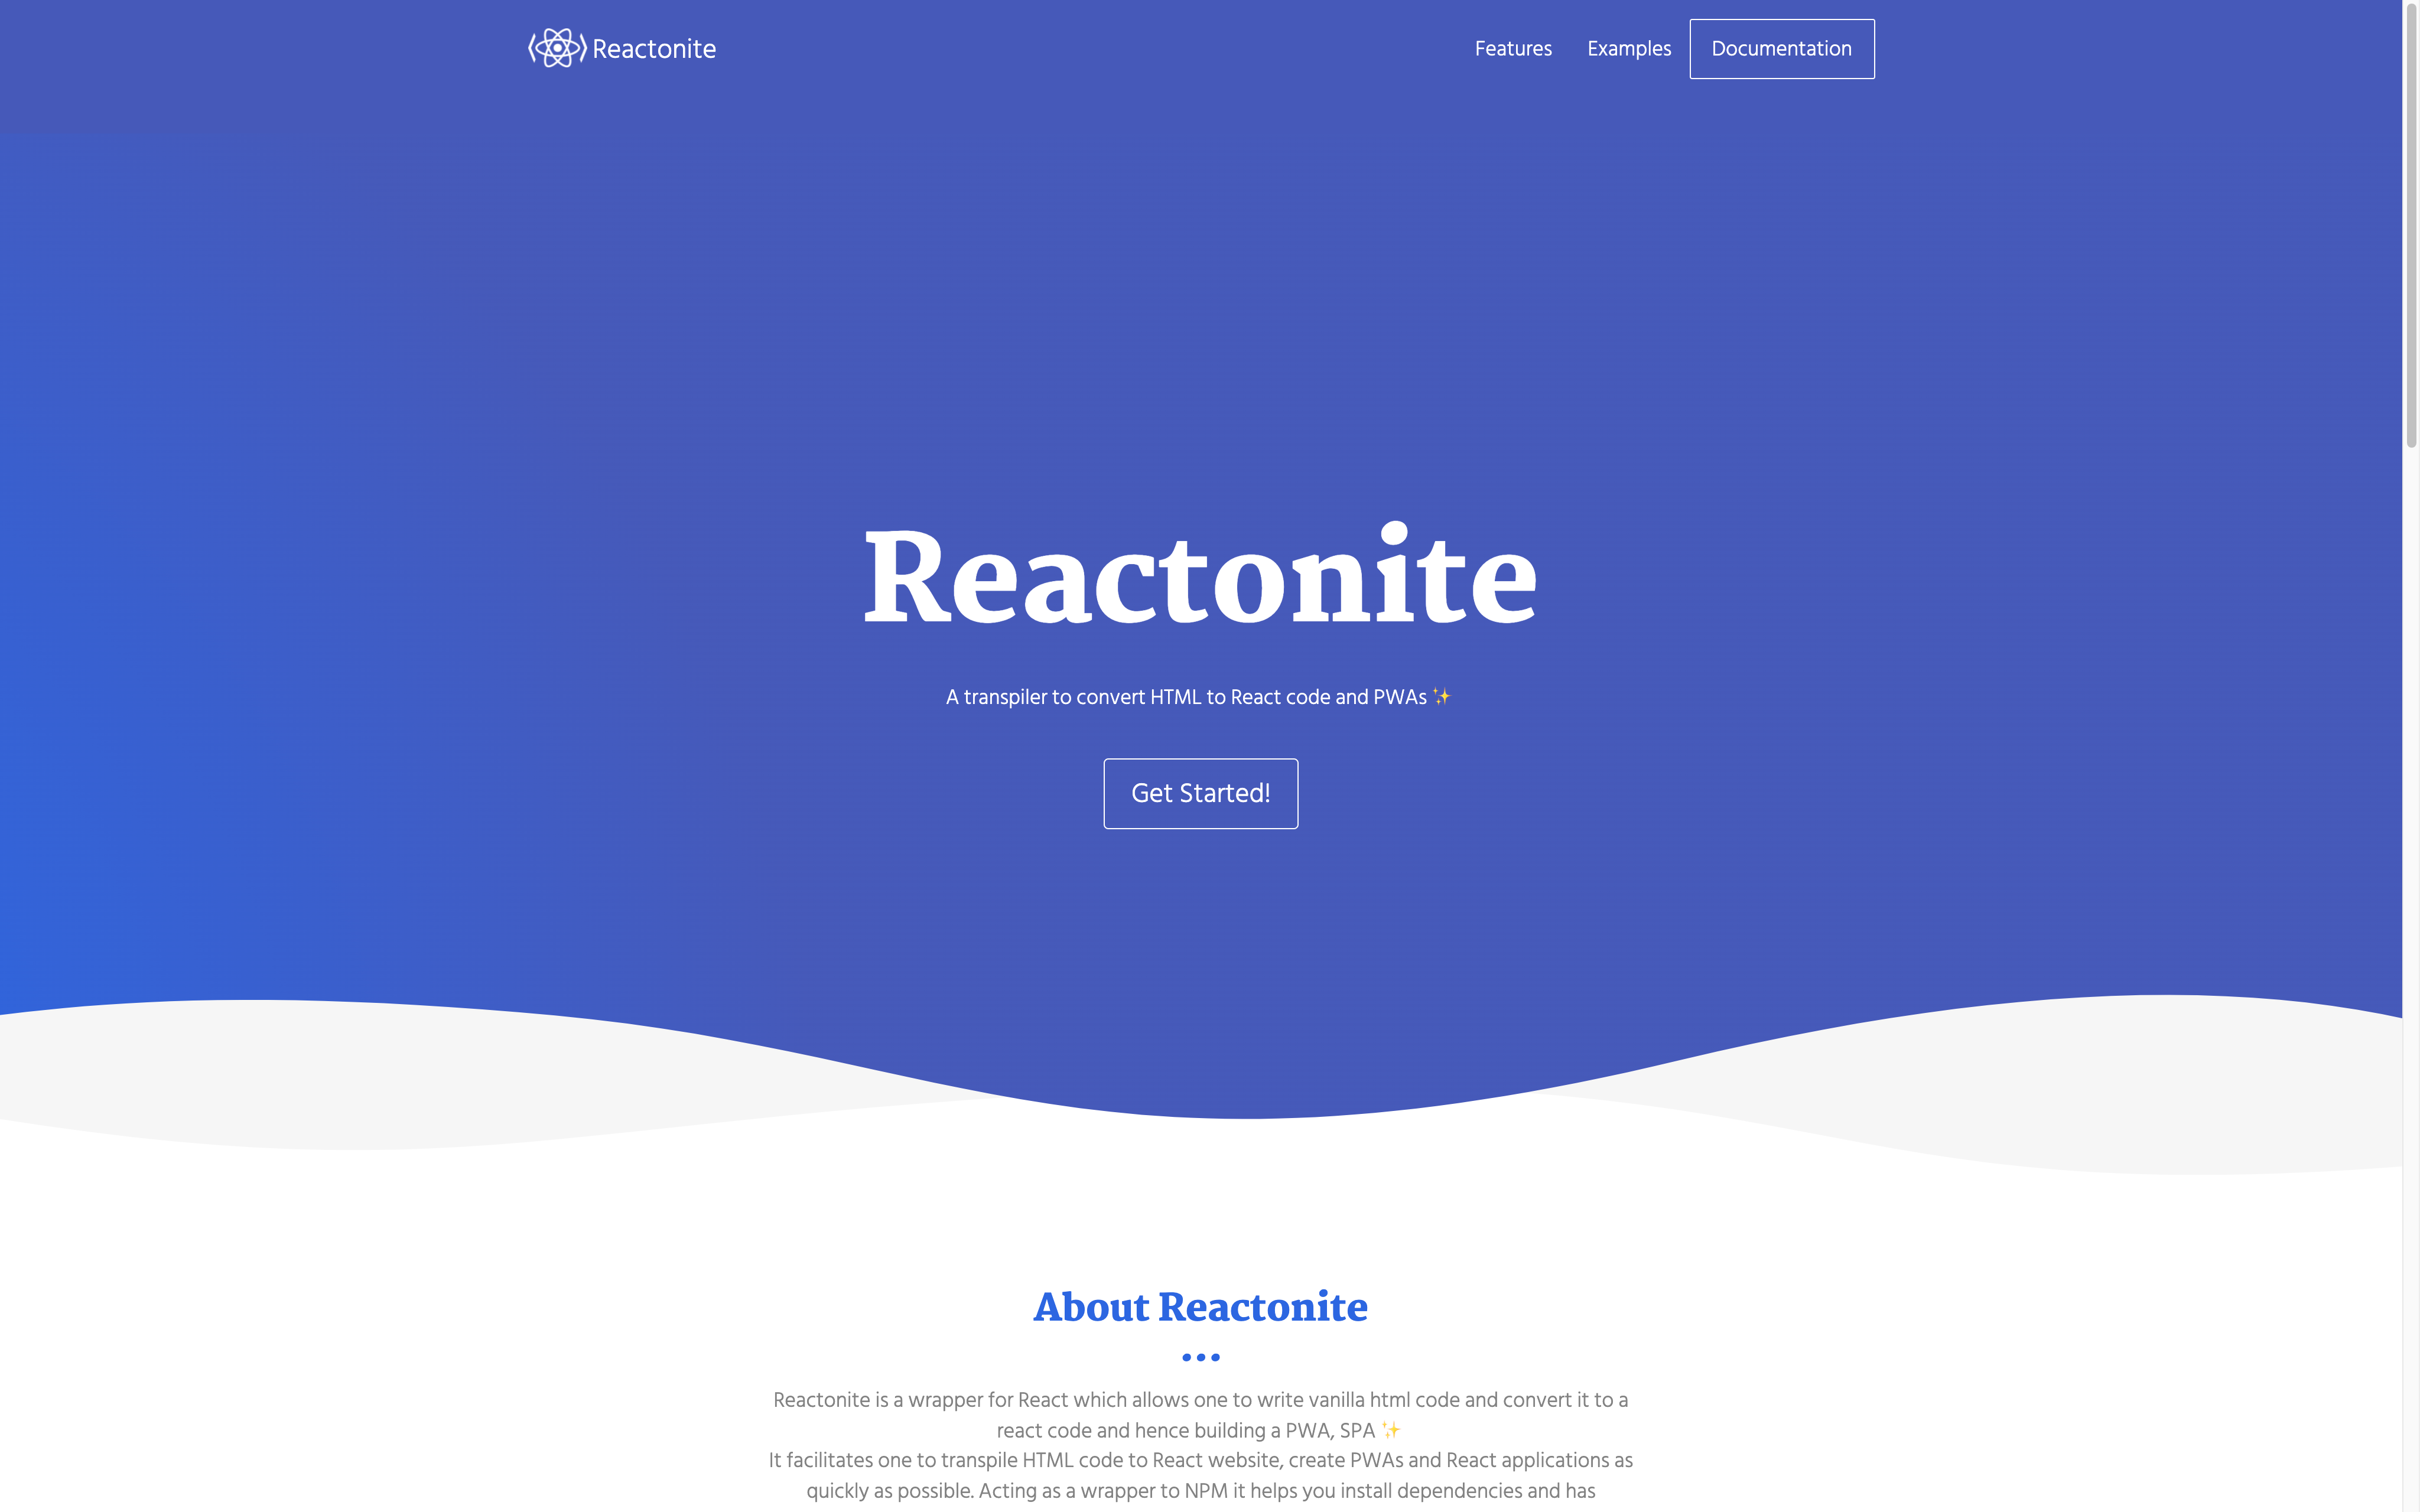 Reactonite
Features
Examples
Documentation
Reactonite
A transpiler to convert HTML to React code and PWAs ✨
Get Started!
About Reactonite
Reactonite is a wrapper for React which allows one to write vanilla html code and convert it to a
react code and hence building a PWA, SPA ✨
It facilitates one to transpile HTML code to React website, create PWAs and React applications as
quickly as possible. Acting as a wrapper to NPM it helps you install dependencies and has